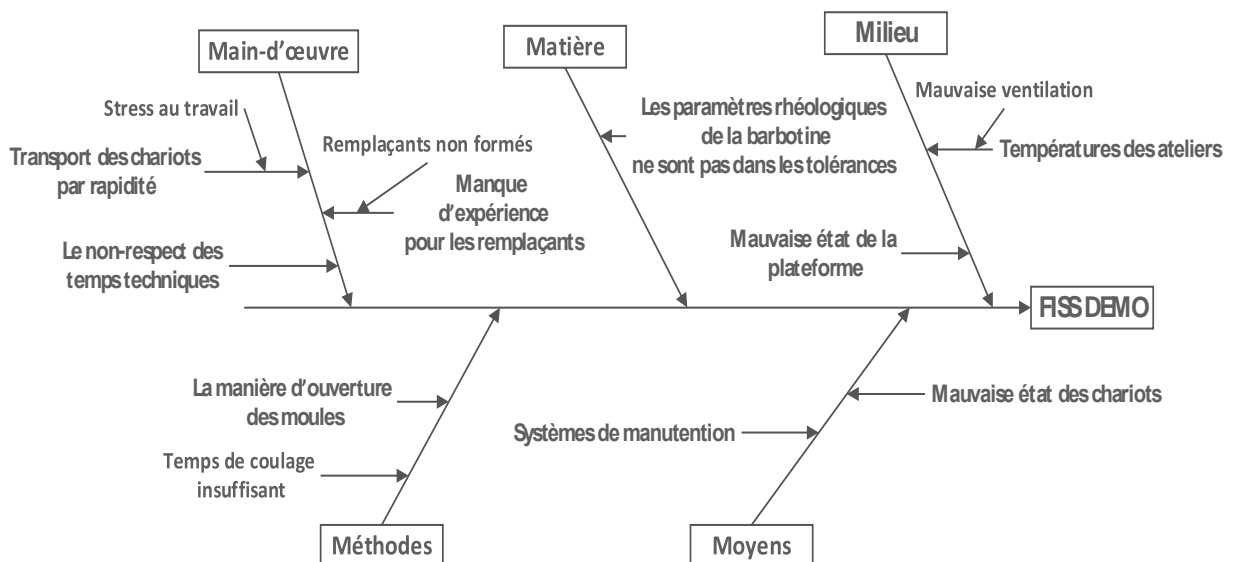 Main-d'œuvre
Matière
Milieu
Stress au travail
Transport des chariots
par rapidité
Remplaçants non formés
Manque
d'expérience
pour les remplaçants
Le non-respect des
temps techniques
Les paramètres rhéologiques
de la barbotine
ne sont pas dans les tolérances
Mauvaise ventilation
Températures des ateliers
Mauvaise état de la
plateforme
FISS DEMO
La manière d'ouverture
des moules
Temps de coulage
insuffisant
Systèmes de manutention
Mauvaise état des chariots
Méthodes
Moyens